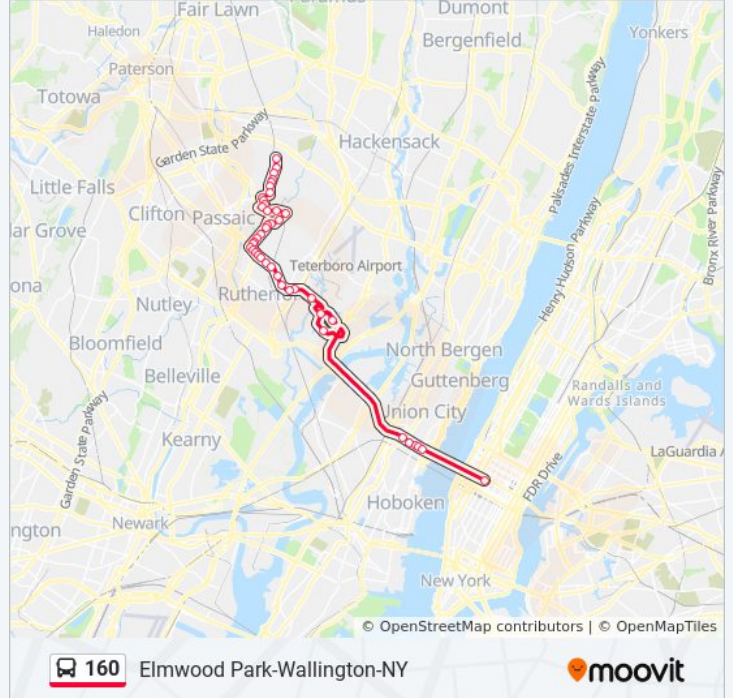 Fair Lawn
Dumont
Haledon
Bergenfield
Yonkers
Paterson
Totowa
Garden State Parkway
Hackensack
Palisades Interstate Parkway
Little Falls
Clifton
Passaic
lar Grove
Henry Hudson Parkway
Bronx River Parkway
Teterboro Airport
ona
Nutley
Bloomfield
North Bergen
Belleville
Guttenberg
Randalls and
Wards Islands
Union City
Garden State Parkway
Kearny
LaGuardia A
FDR Drive
Hoboken
ngton
Newark
New York
© OpenStreetMap contributors | © OpenMapTiles
160 Elmwood Park-Wallington-NY
moovit